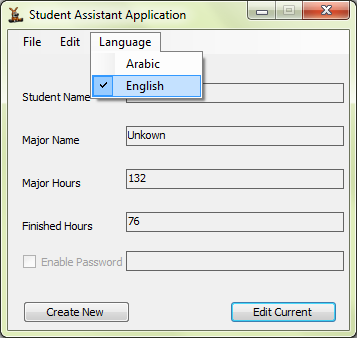 Student Assistant Application
File Edit Language
Arabic
English
Student Name
Major Name Unkown
Major Hours 132
Finished Hours 76
Enable Password
Create New Edit Current